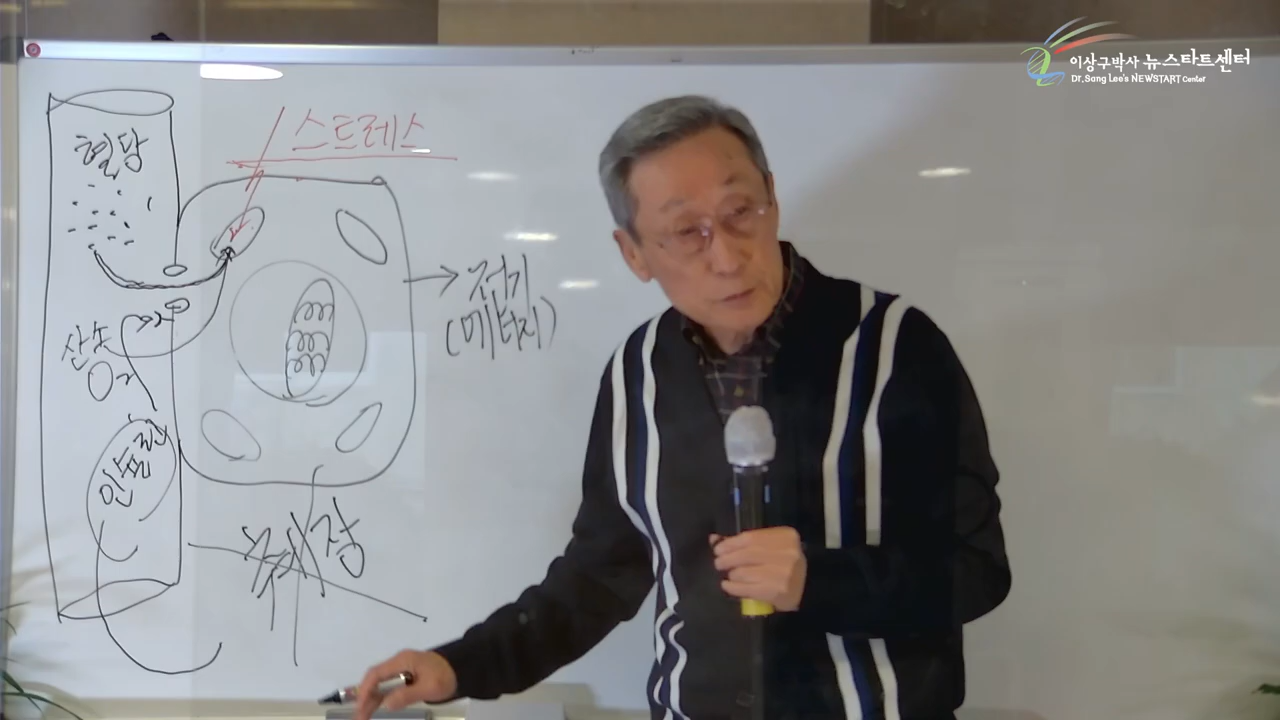 이상구박사 뉴스타트센터
Dr. Sang Lee's NEWSTART Center
스트레스
혈당
전기
(에너지)
산소
O₂
인슐린
췌장